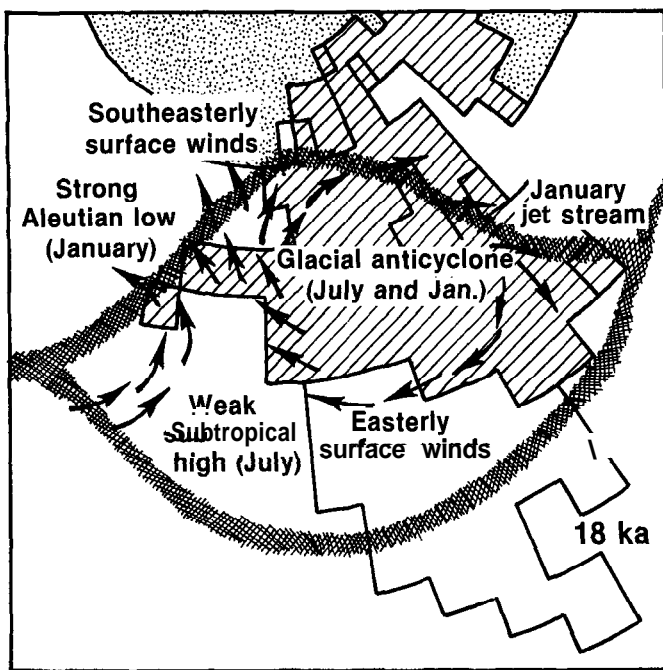 Southeasterly
surface winds
Strong
Aleutian low
(January)
January
jet stream
Glacial anticyclone
(July and Jan.)
Weak
Subtropical
high (July)
Easterly
surface winds
18 ka